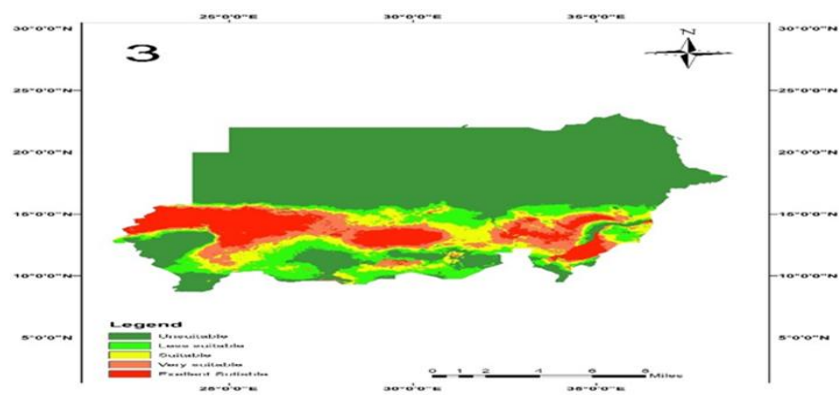 25°0'0"E 30°0'0"E 35°0'0"E
30°0'0"N 30°0'0"N
3 N
25°0'0"N 25°0'0"N
20°0'0"N 20°0'0"N
15°0'0"N 15°0'0"N
10°0'0"N 10°0'0"N
5°0'0"N 5°0'0"N
Legend
Unsuitable
Less suitable
Suitable
Very suitable
Exellent Suitable
0 1 2 4 6 8 Miles
25°0'0"E 30°0'0"E 35°0'0"E